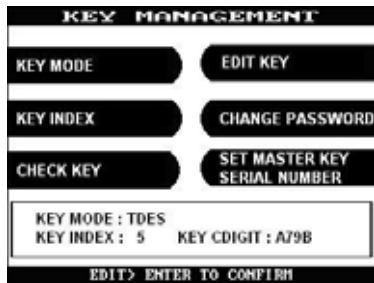 KEY MANAGEMENT
KEY MODE
EDIT KEY
KEY INDEX
CHANGE PASSWORD
CHECK KEY
SET MASTER KEY
SERIAL NUMBER
KEY MODE : TDES
KEY INDEX : 5 KEY CDIGIT : A79B
EDIT> ENTER TO CONFIRM